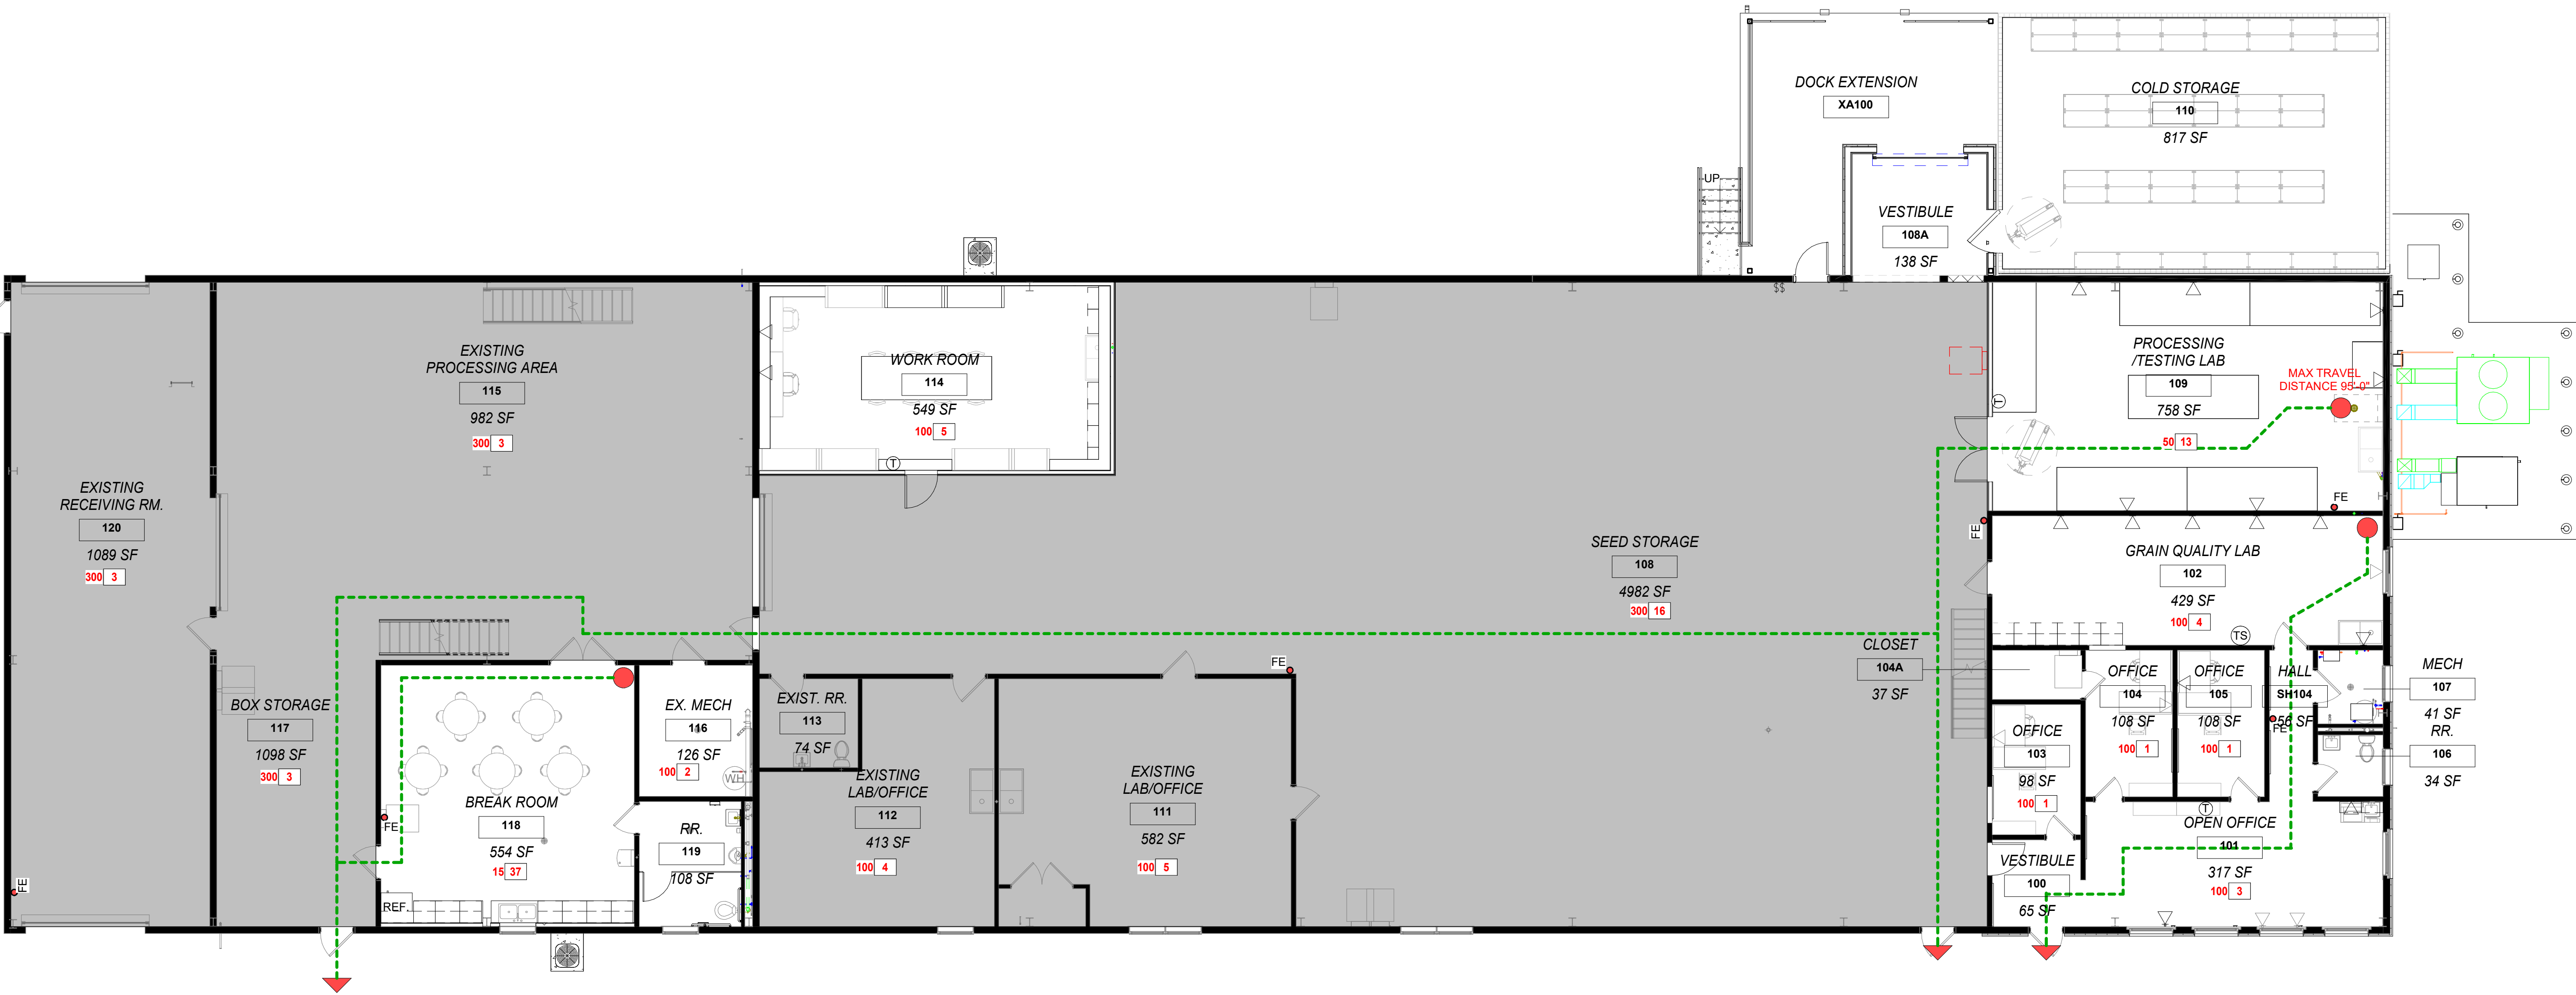 DOCK EXTENSION
XA100
COLD STORAGE
110
817 SF
UP
VESTIBULE
108A
138 SF
$$
EXISTING
PROCESSING AREA
115
982 SF
300 3
WORK ROOM
114
549 SF
100 5
T
PROCESSING
/TESTING LAB
109
758 SF
50 13
T
MAX TRAVEL
DISTANCE 95'-0"
FE
EXISTING
RECEIVING RM.
120
1089 SF
300 3
FE
SEED STORAGE
108
4982 SF
300 16
FE
FE
GRAIN QUALITY LAB
102
429 SF
100 4
TS
CLOSET
104A
37 SF
OFFICE
104
108 SF
100 1
OFFICE
105
108 SF
100 1
HALL
SH104
56 SF
FE
MECH
107
41 SF
RR.
106
34 SF
BOX STORAGE
117
1098 SF
300 3
BREAK ROOM
118
554 SF
15 37
FE
REF.
EX. MECH
116
126 SF
100 2
WH
RR.
119
108 SF
EXIST. RR.
113
74 SF
EXISTING
LAB/OFFICE
112
413 SF
100 4
EXISTING
LAB/OFFICE
111
582 SF
100 5
OFFICE
103
98 SF
100 1
VESTIBULE
100
65 SF
T
OPEN OFFICE
101
317 SF
100 3